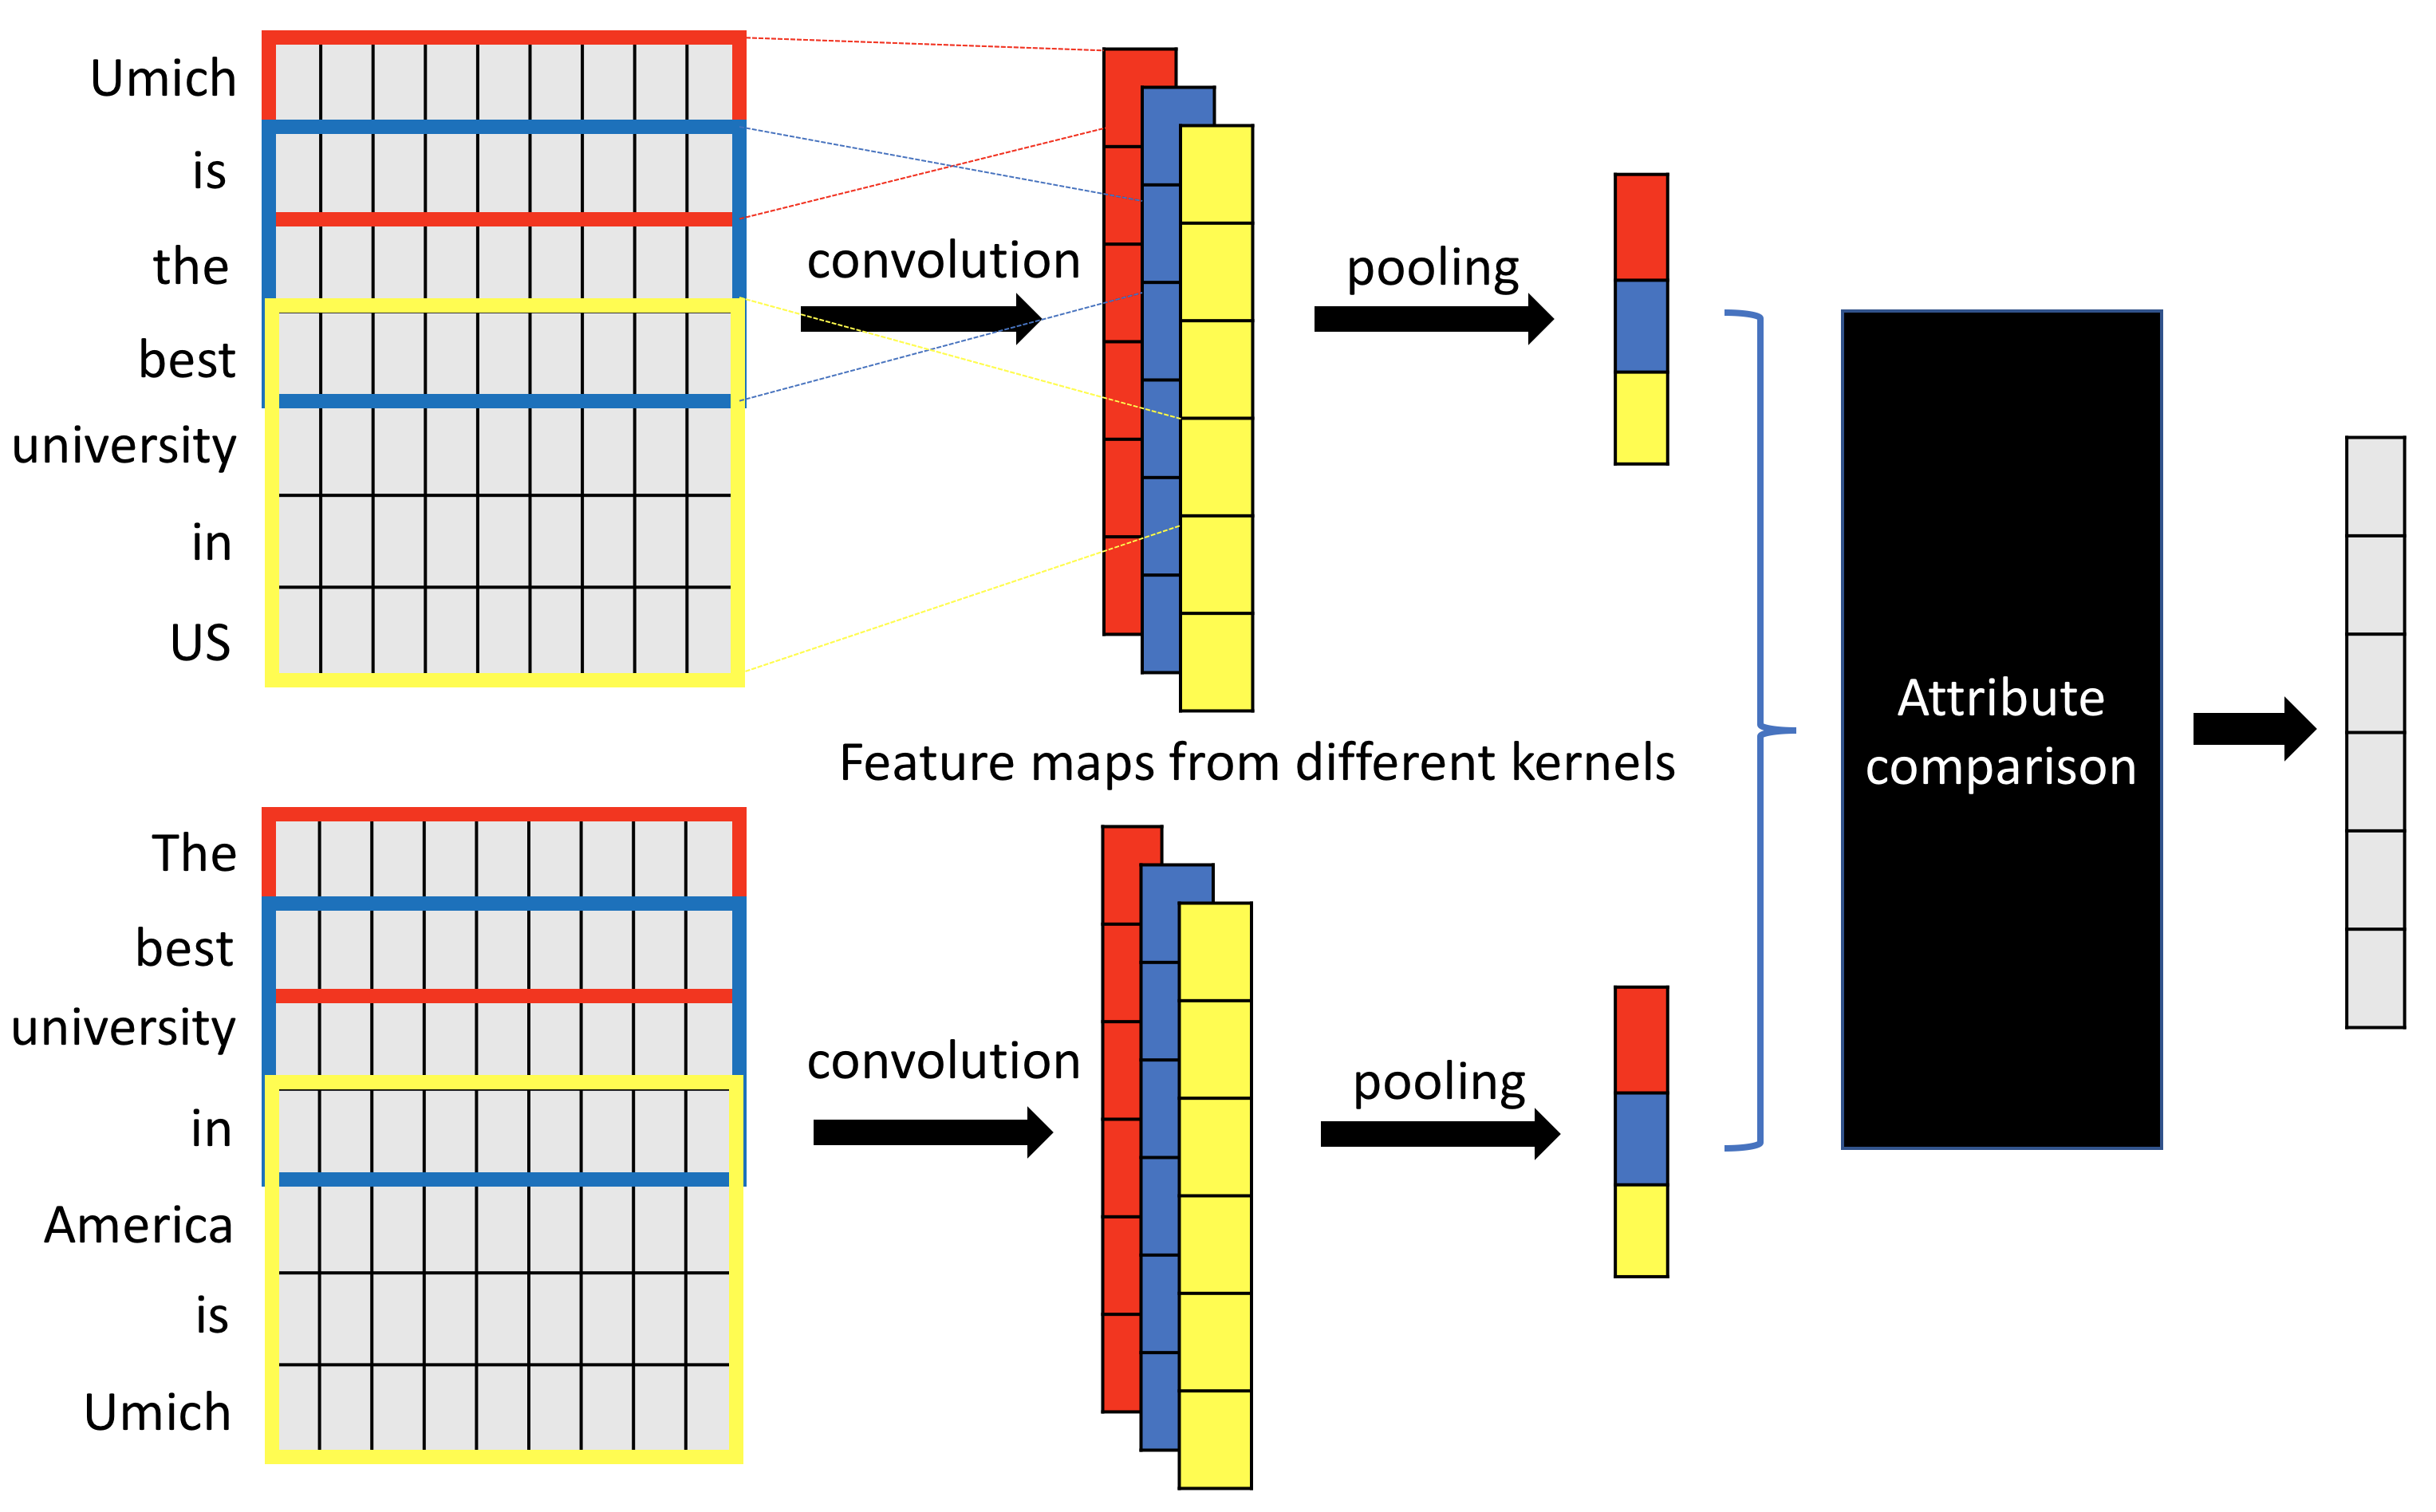 Umich
is
the
best
university
in
US
convolution
pooling
Feature maps from different kernels
The
best
university
in
America
is
Umich
convolution
pooling
Attribute
comparison